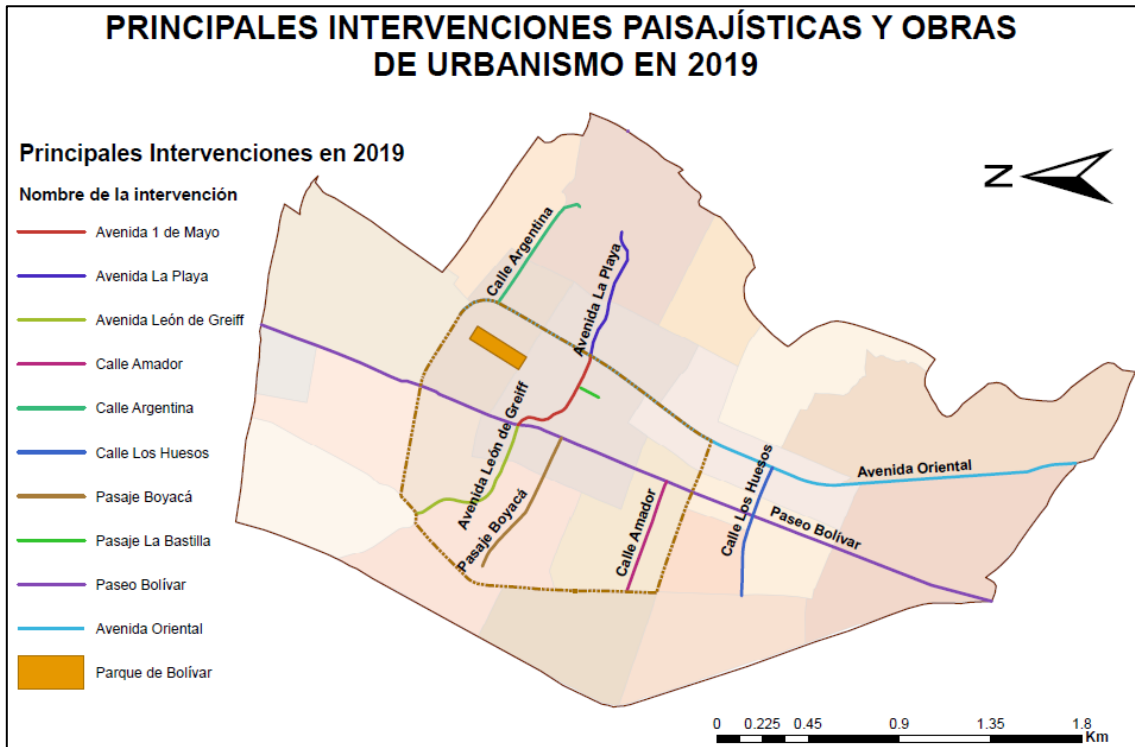 PRINCIPALES INTERVENCIONES PAISAJÍSTICAS Y OBRAS
DE URBANISMO EN 2019
Principales Intervenciones en 2019
Nombre de la intervención
Avenida 1 de Mayo
Avenida La Playa
Avenida León de Greiff
Calle Amador
Calle Argentina
Calle Los Huesos
Pasaje Boyacá
Pasaje La Bastilla
Paseo Bolívar
Avenida Oriental
Parque de Bolívar
N
Calle Argentina
Avenida La Playa
Avenida León de Greiff
Pasaje Boyacá
Calle Amador
Calle Los Huesos
Paseo Bolívar
Avenida Oriental
0 0.225 0.45 0.9 1.35 1.8
Km